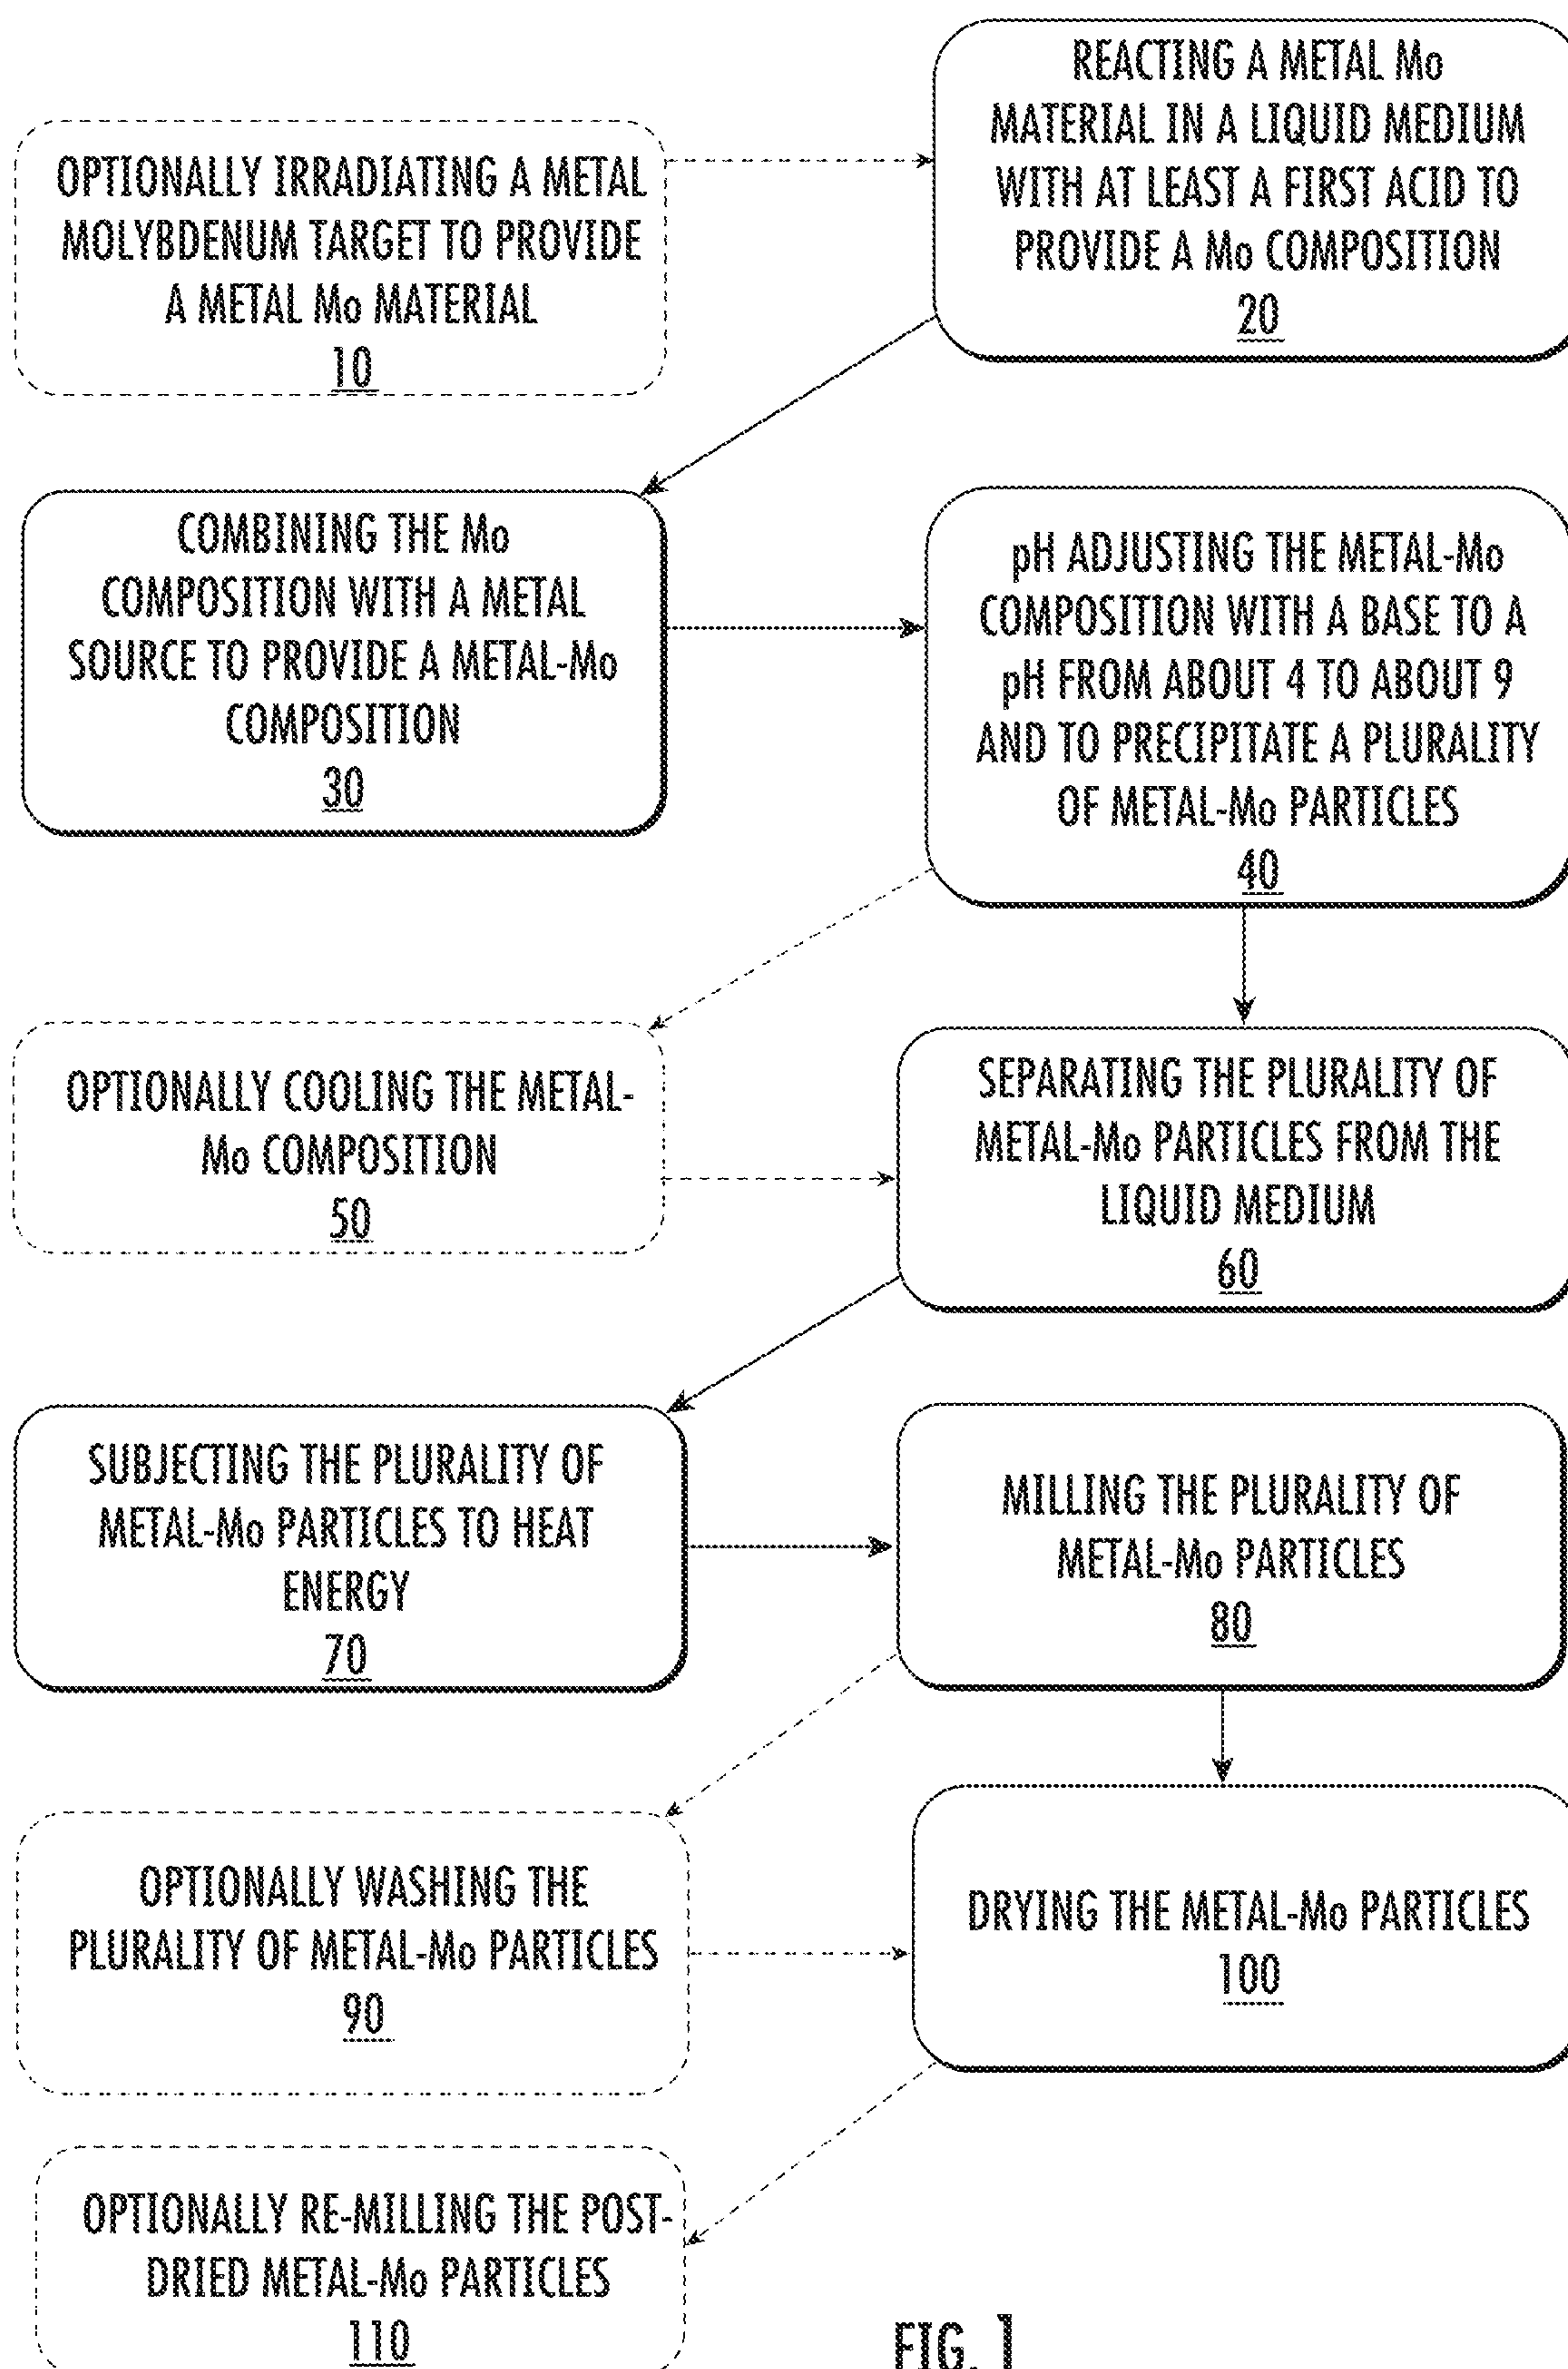 OPTIONALLY IRRADIATING A METAL
MOLYBDENUM TARGET TO PROVIDE
A METAL Mo MATERIAL
10
REACTING A METAL Mo
MATERIAL IN A LIQUID MEDIUM
WITH AT LEAST A FIRST ACID TO
PROVIDE A Mo COMPOSITION
20
COMBINING THE Mo
COMPOSITION WITH A METAL
SOURCE TO PROVIDE A METAL-Mo
COMPOSITION
30
pH ADJUSTING THE METAL-Mo
COMPOSITION WITH A BASE TO A
pH FROM ABOUT 4 TO ABOUT 9
AND TO PRECIPITATE A PLURALITY
OF METAL-Mo PARTICLES
40
OPTIONALLY COOLING THE METAL-
Mo COMPOSITION
50
SEPARATING THE PLURALITY OF
METAL-Mo PARTICLES FROM THE
LIQUID MEDIUM
60
SUBJECTING THE PLURALITY OF
METAL-Mo PARTICLES TO HEAT
ENERGY
70
MILLING THE PLURALITY OF
METAL-Mo PARTICLES
80
OPTIONALLY WASHING THE
PLURALITY OF METAL-Mo PARTICLES
90
DRYING THE METAL-Mo PARTICLES
100
OPTIONALLY RE-MILLING THE POST-
DRIED METAL-Mo PARTICLES
110
FIG. 1